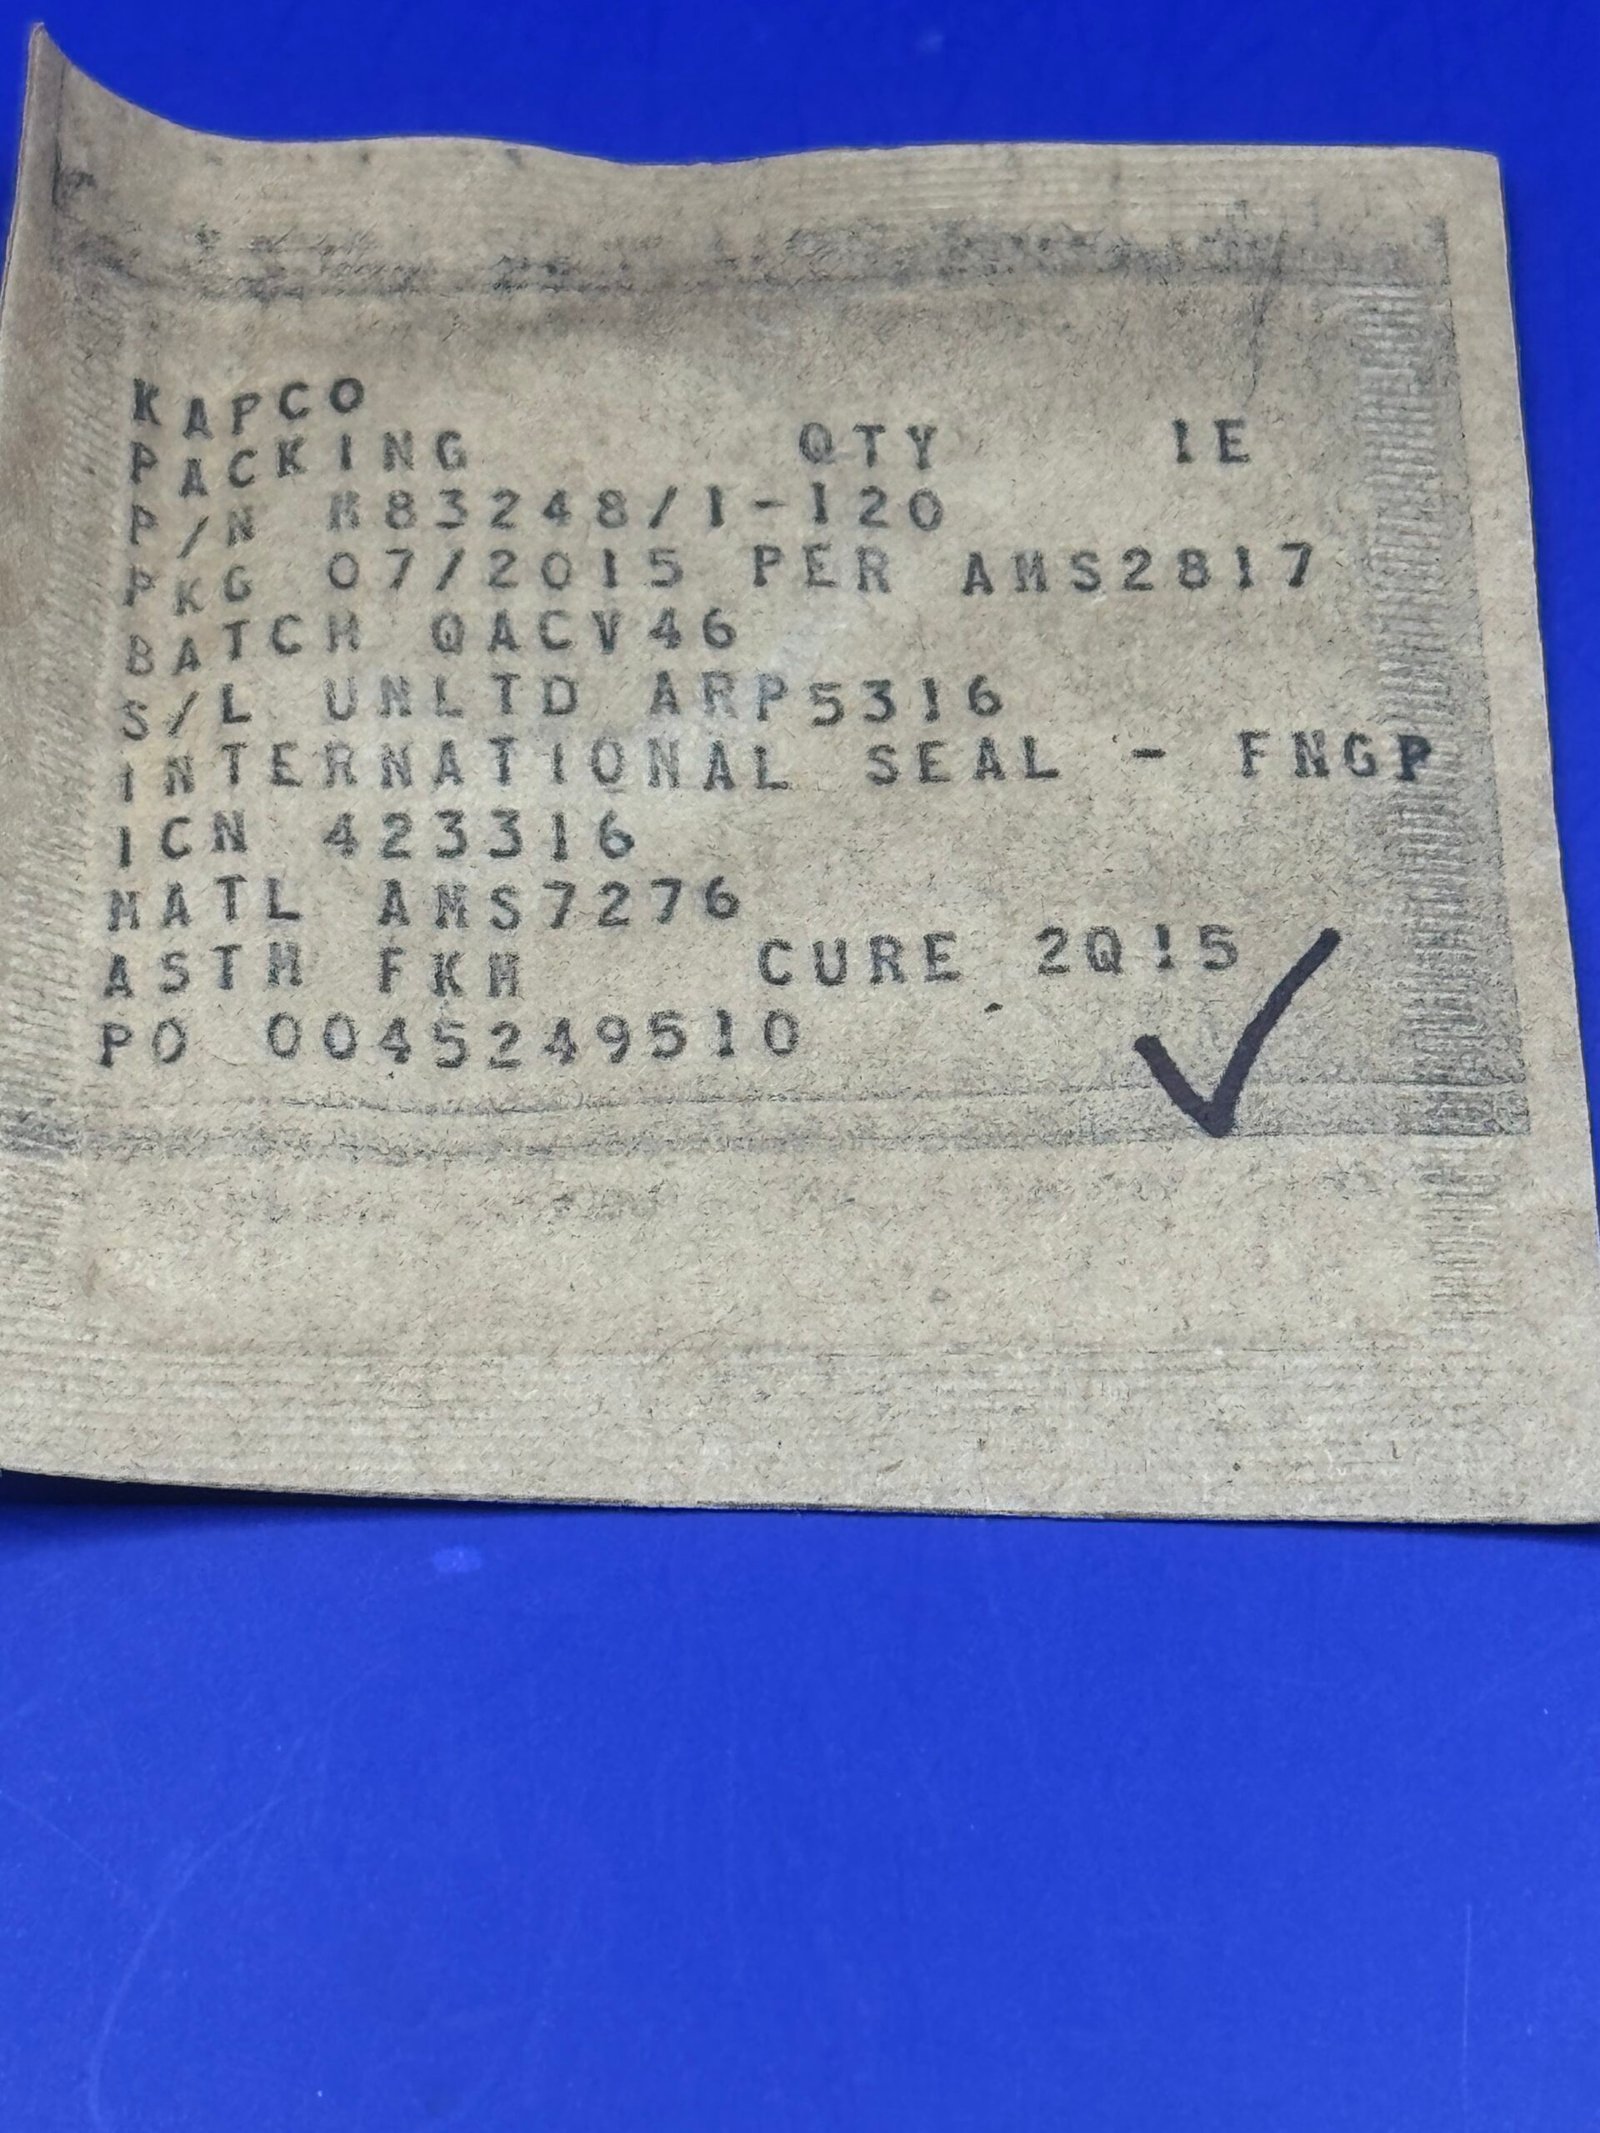 KAPCO
PACKING QTY 1E
P/N M83248/1-120
PKG 07/2015 PER AMS2817
BATCH QACV46
S/L UNLTD ARP5316
INTERNATIONAL SEAL - FNGP
ICN 423316
MATL AMS7276
ASTM FKM CURE 2Q15
PO 0045249510